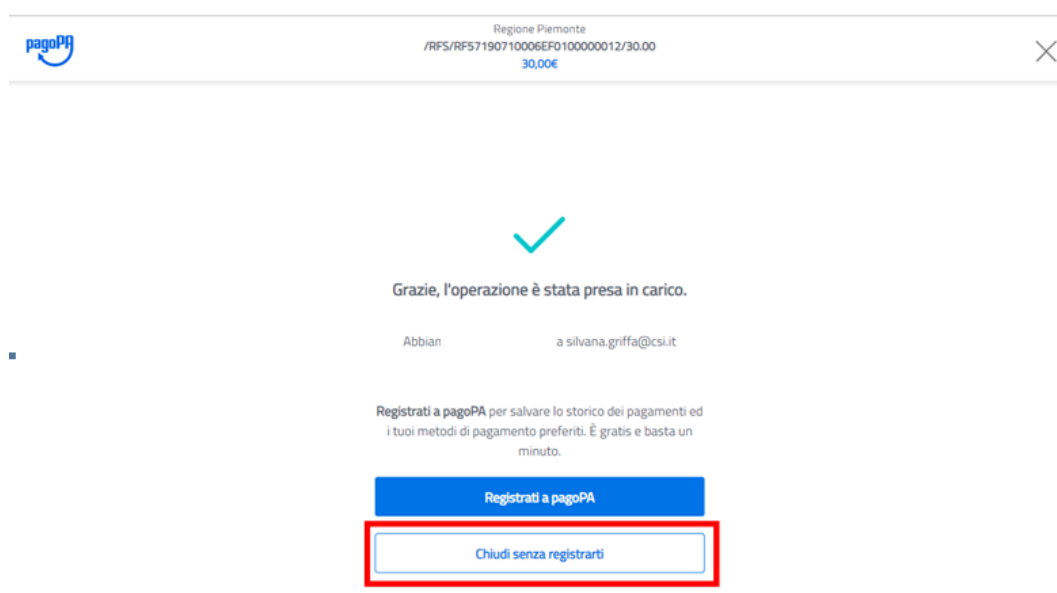 pagoPA
Regione Piemonte
/RFS/RF57190710006EF0100000012/30.00
30,00€
Grazie, l'operazione è stata presa in carico.
Abbian a silvana.griffa@csi.it
Registrati a pagoPA per salvare lo storico dei pagamenti ed
i tuoi metodi di pagamento preferiti. È gratis e basta un
minuto.
Registrati a pagoPA
Chiudi senza registrarti